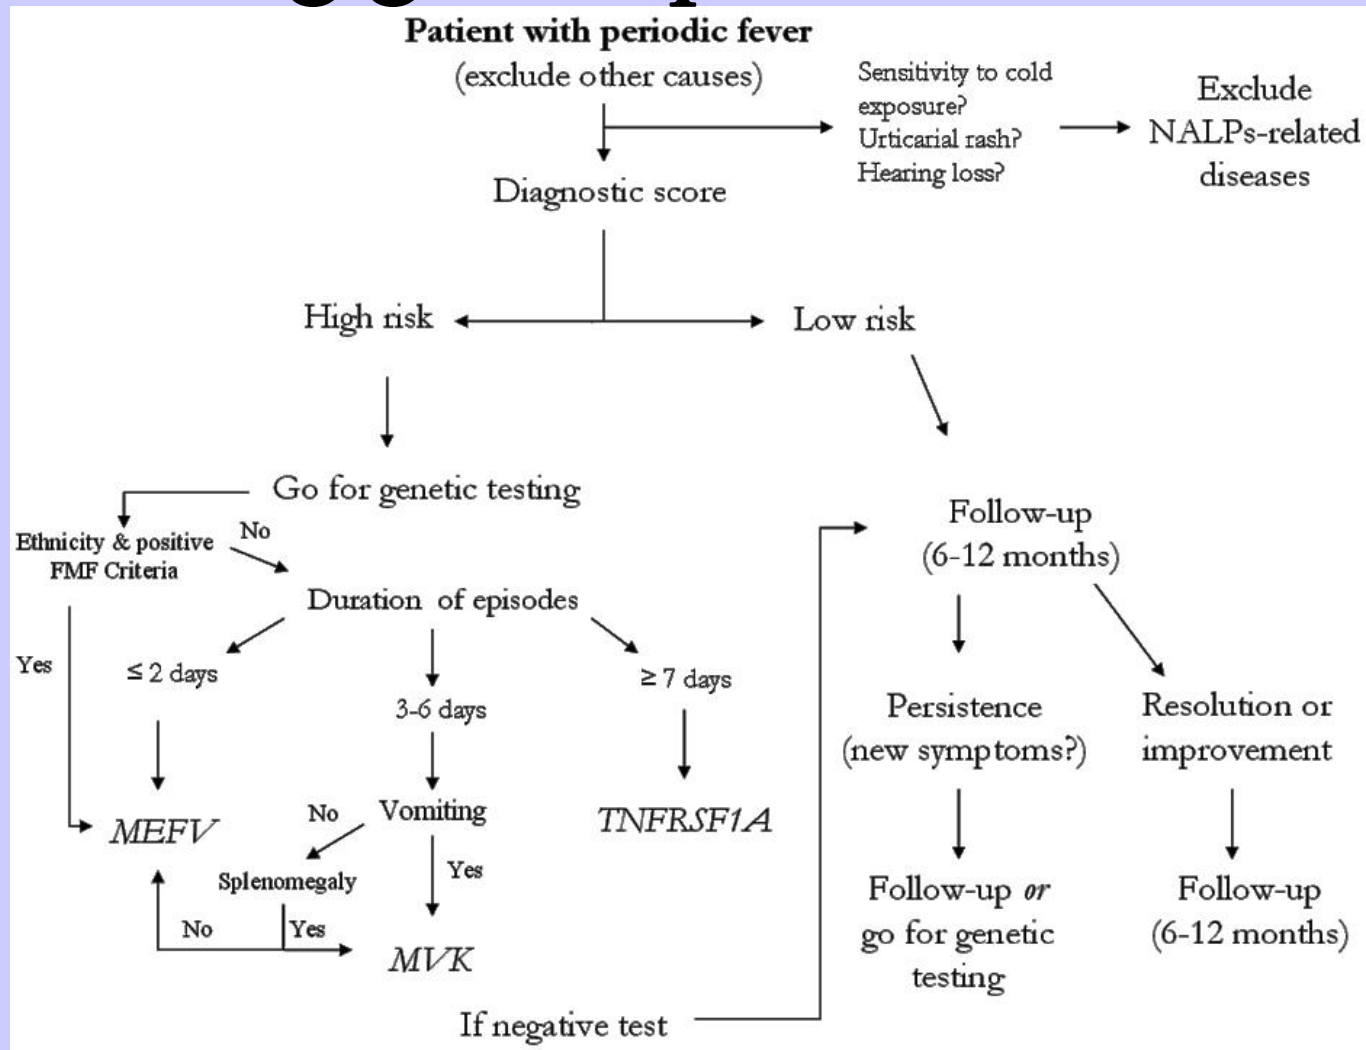 Patient with periodic fever
(exclude other causes)
Sensitivity to cold
exposure?
Urticarial rash?
Hearing loss?
Exclude
NALPs-related
diseases
Diagnostic score
High risk
Low risk
Go for genetic testing
Ethnicity & positive
FMF Criteria
No
Yes
Duration of episodes
≤ 2 days
3-6 days
≥ 7 days
MEFV
Vomiting
No
Yes
TNFRSF1A
Splenomegaly
No
Yes
MVK
If negative test
Follow-up
(6-12 months)
Persistence
(new symptoms?)
Resolution or
improvement
Follow-up or
go for genetic
testing
Follow-up
(6-12 months)